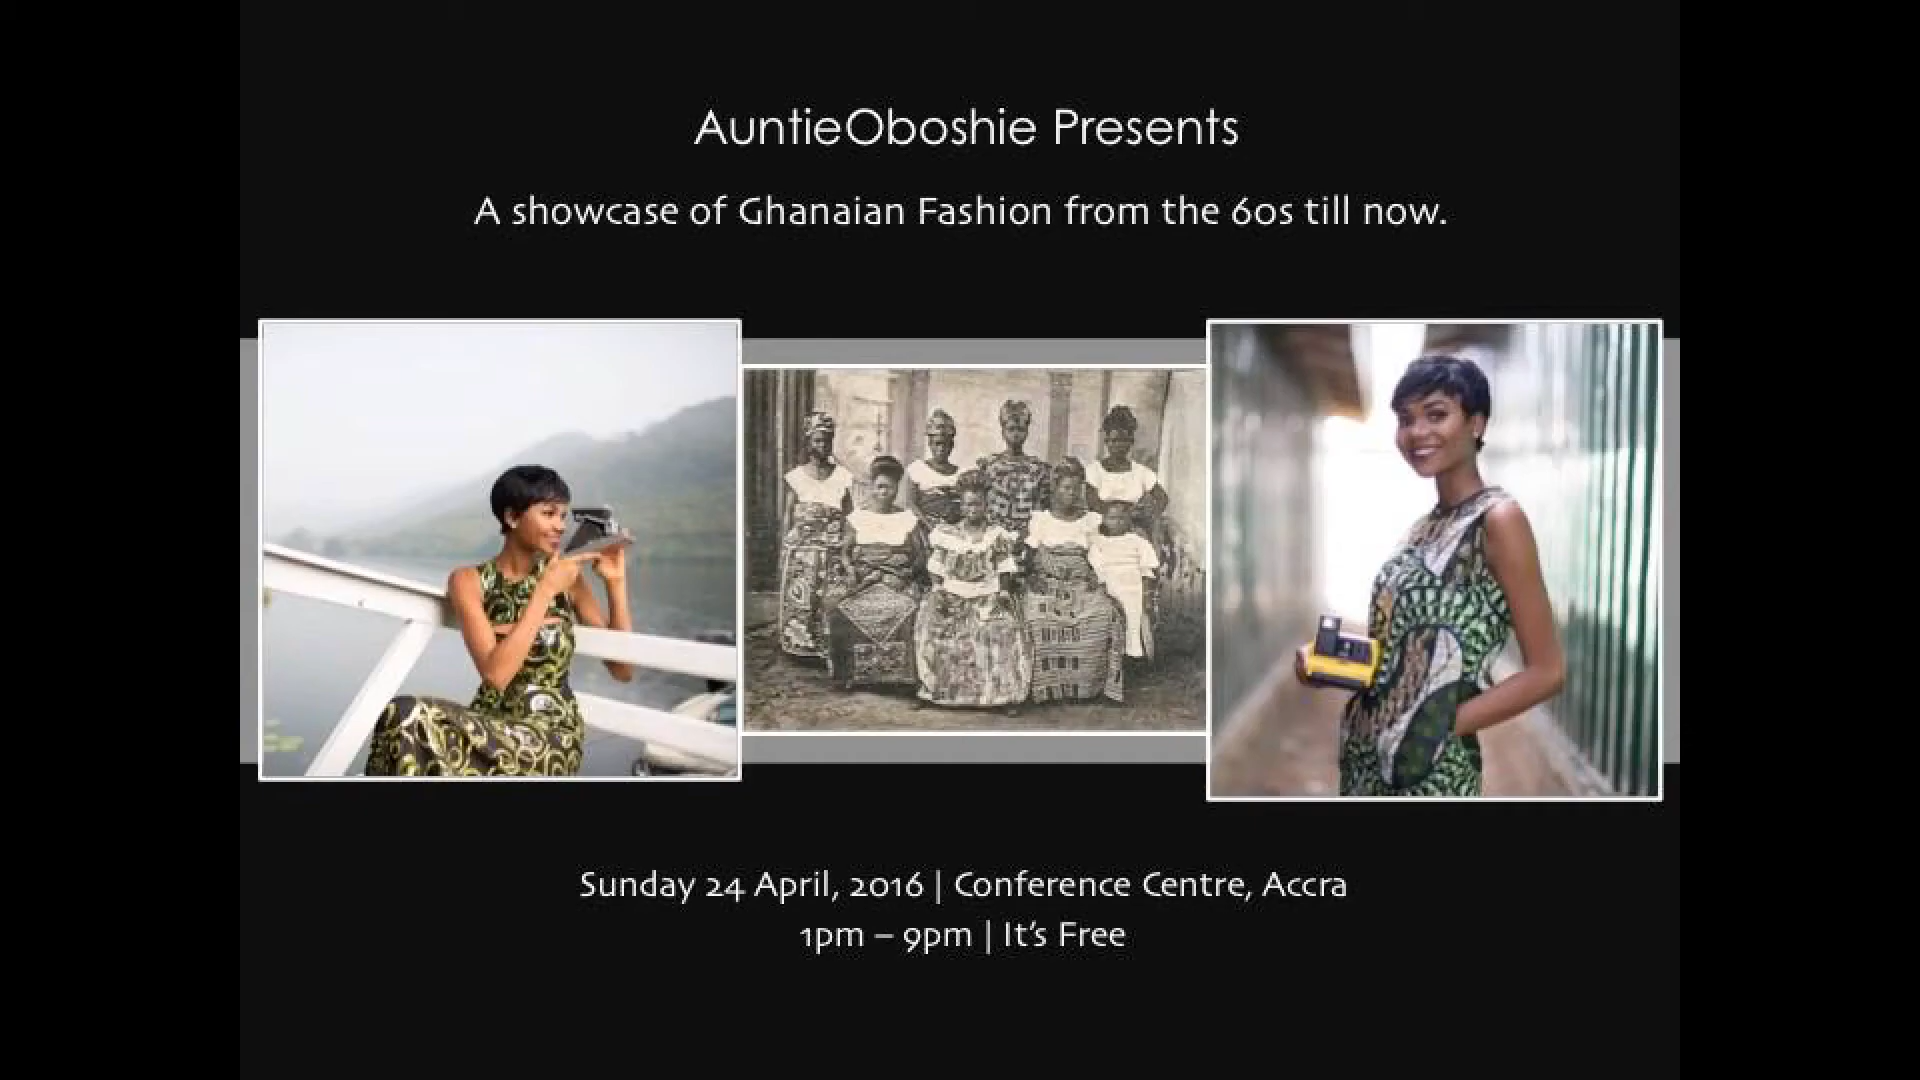 AuntieOboshie Presents
A showcase of Ghanaian Fashion from the 60s till now.
Sunday 24 April, 2016 | Conference Centre, Accra
1pm – 9pm | It's Free